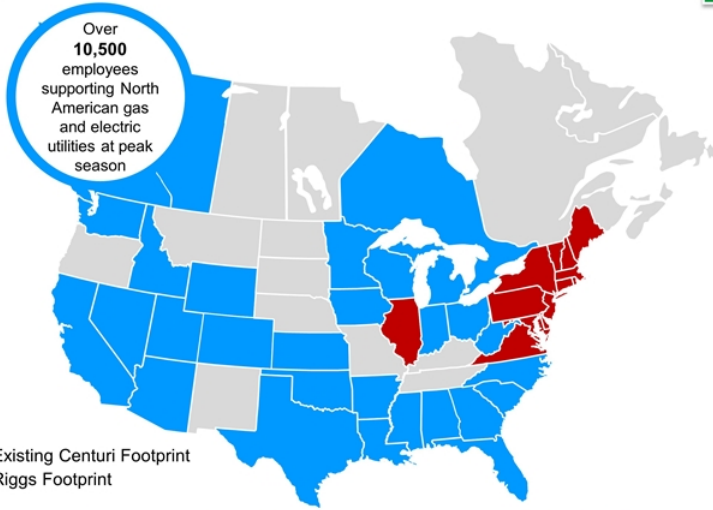 Over
10,500
employees
supporting North
American gas
and electric
utilities at peak
season
Existing Centuri Footprint
Riggs Footprint